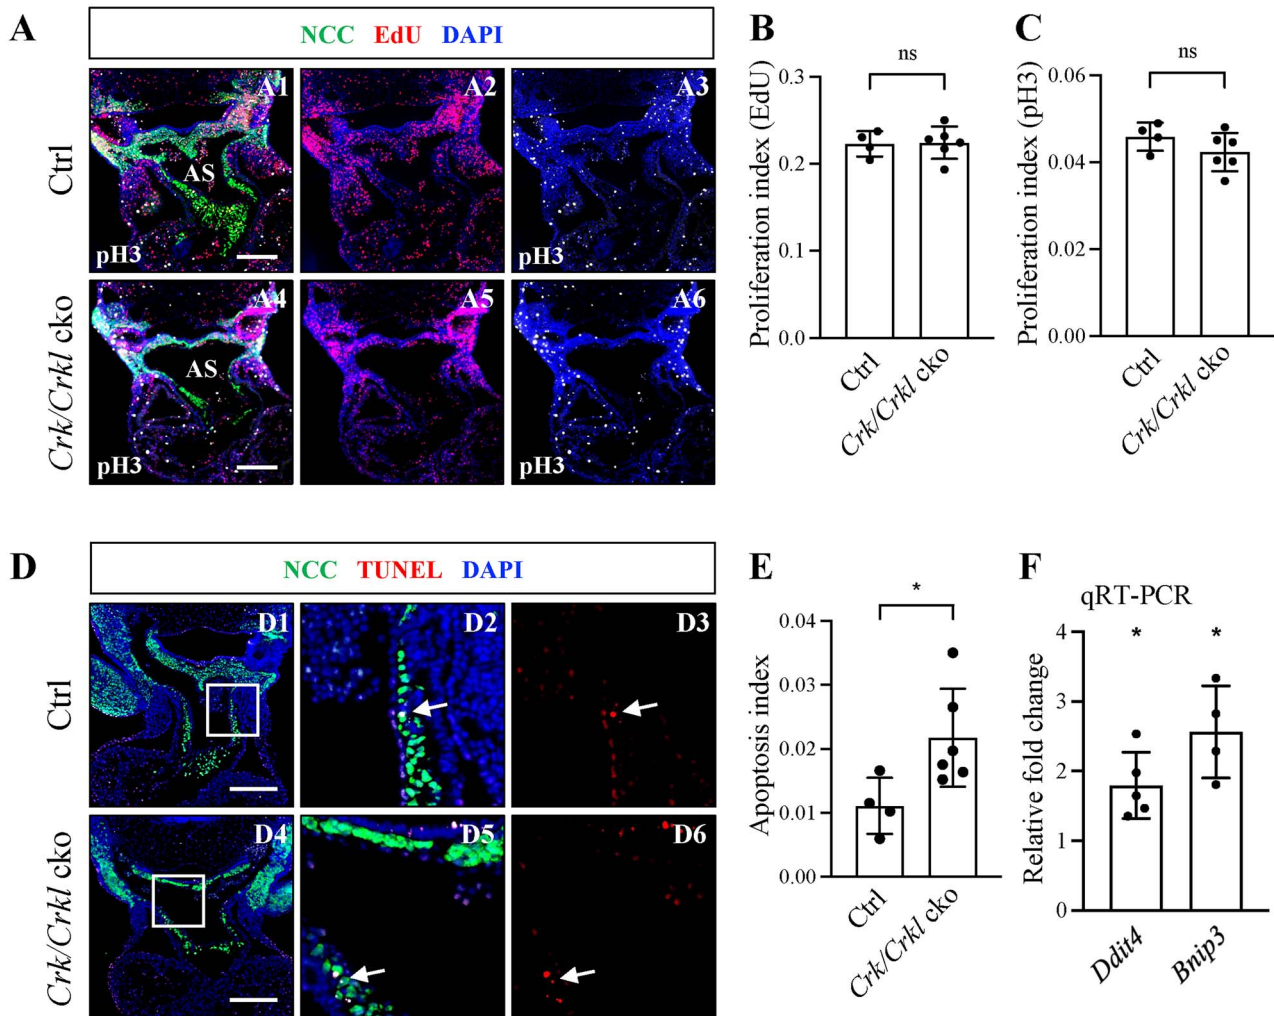 A
NCC EdU DAPI
Ctrl
A1
AS
pH3
A2
A3
pH3
Crk/Crkl cko
A4
AS
pH3
A5
A6
pH3
B
ns
Proliferation index (EdU)
0.3
0.2
0.1
0.0
Ctrl
Crk/Crkl cko
C
ns
Proliferation index (pH3)
0.06
0.04
0.02
0.00
Ctrl
Crk/Crkl cko
D
NCC TUNEL DAPI
Ctrl
D1
D2
D3
Crk/Crkl cko
D4
D5
D6
E
*
Apoptosis index
0.04
0.03
0.02
0.01
0.00
Ctrl
Crk/Crkl cko
F
qRT-PCR
* *
Relative fold change
4
3
2
1
0
Ddit4
Bnip3